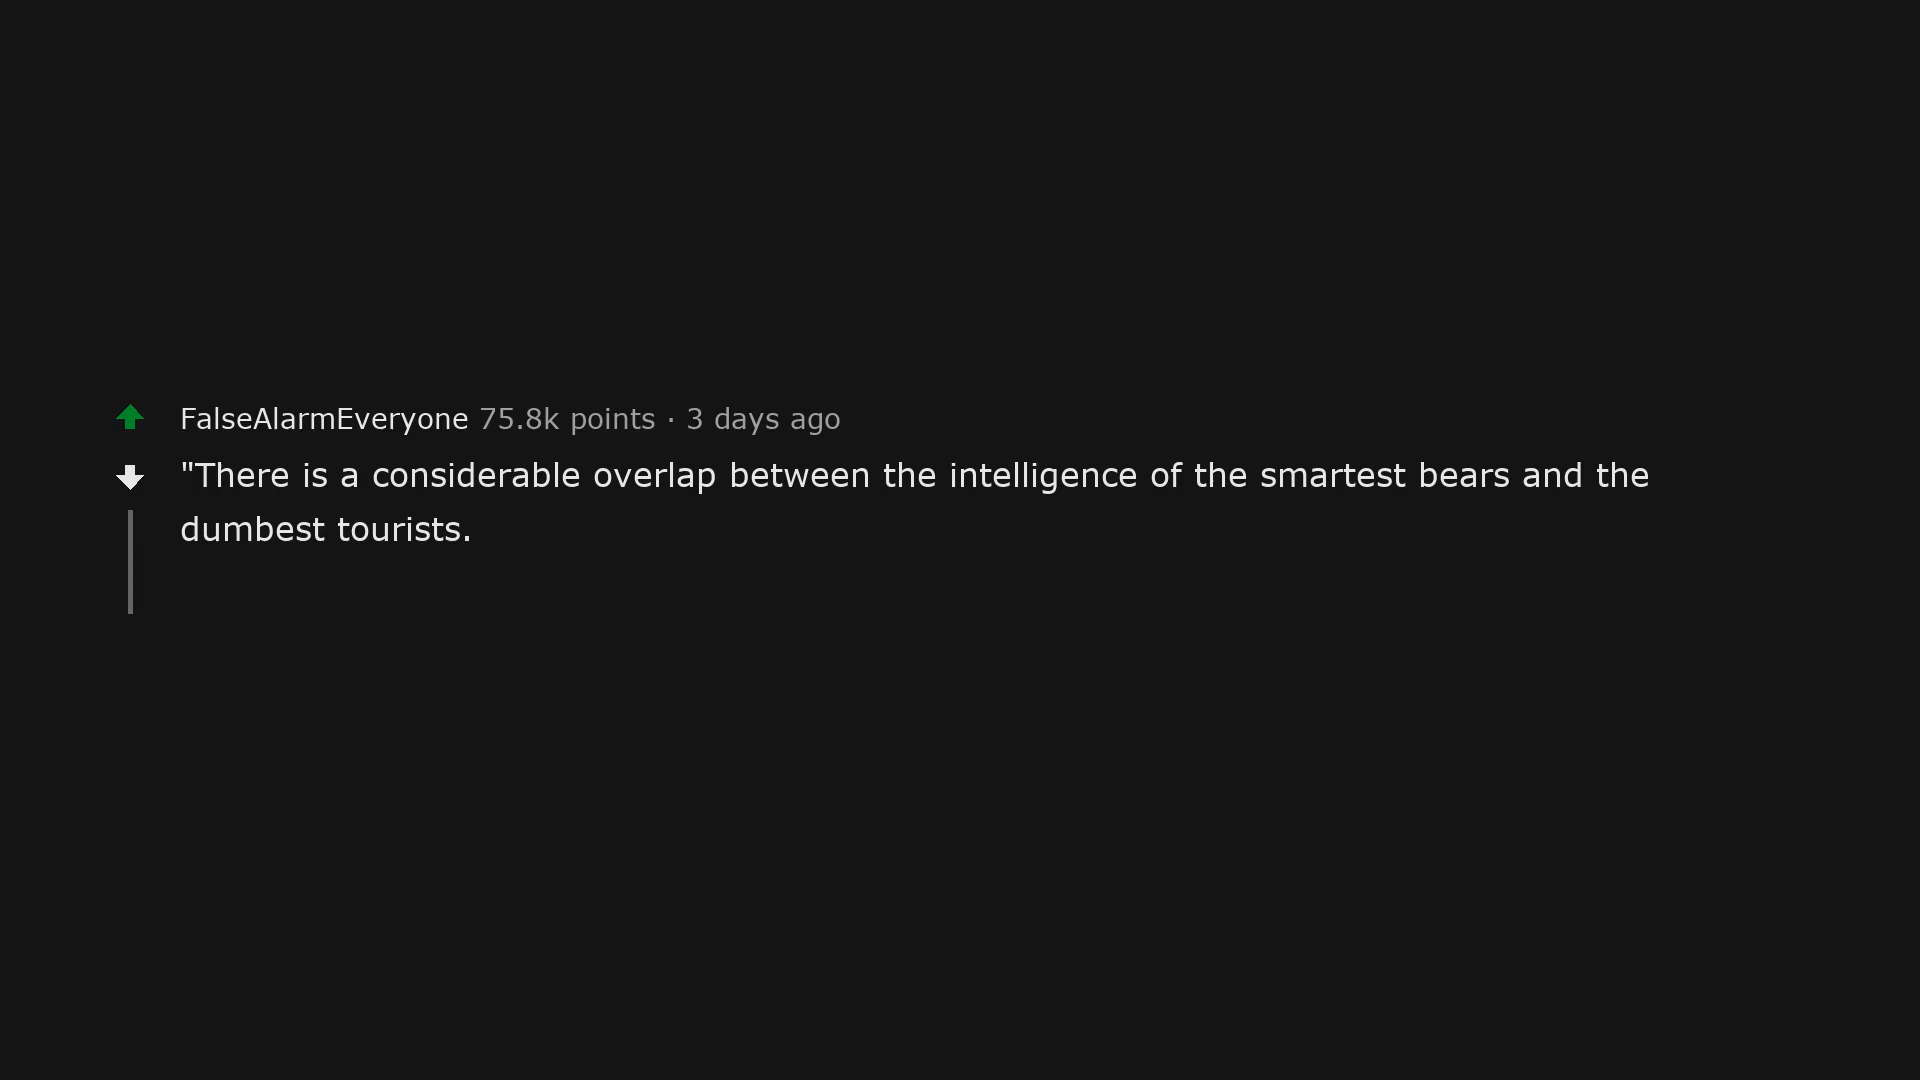 FalseAlarmEveryone 75.8k points · 3 days ago
"There is a considerable overlap between the intelligence of the smartest bears and the
dumbest tourists.